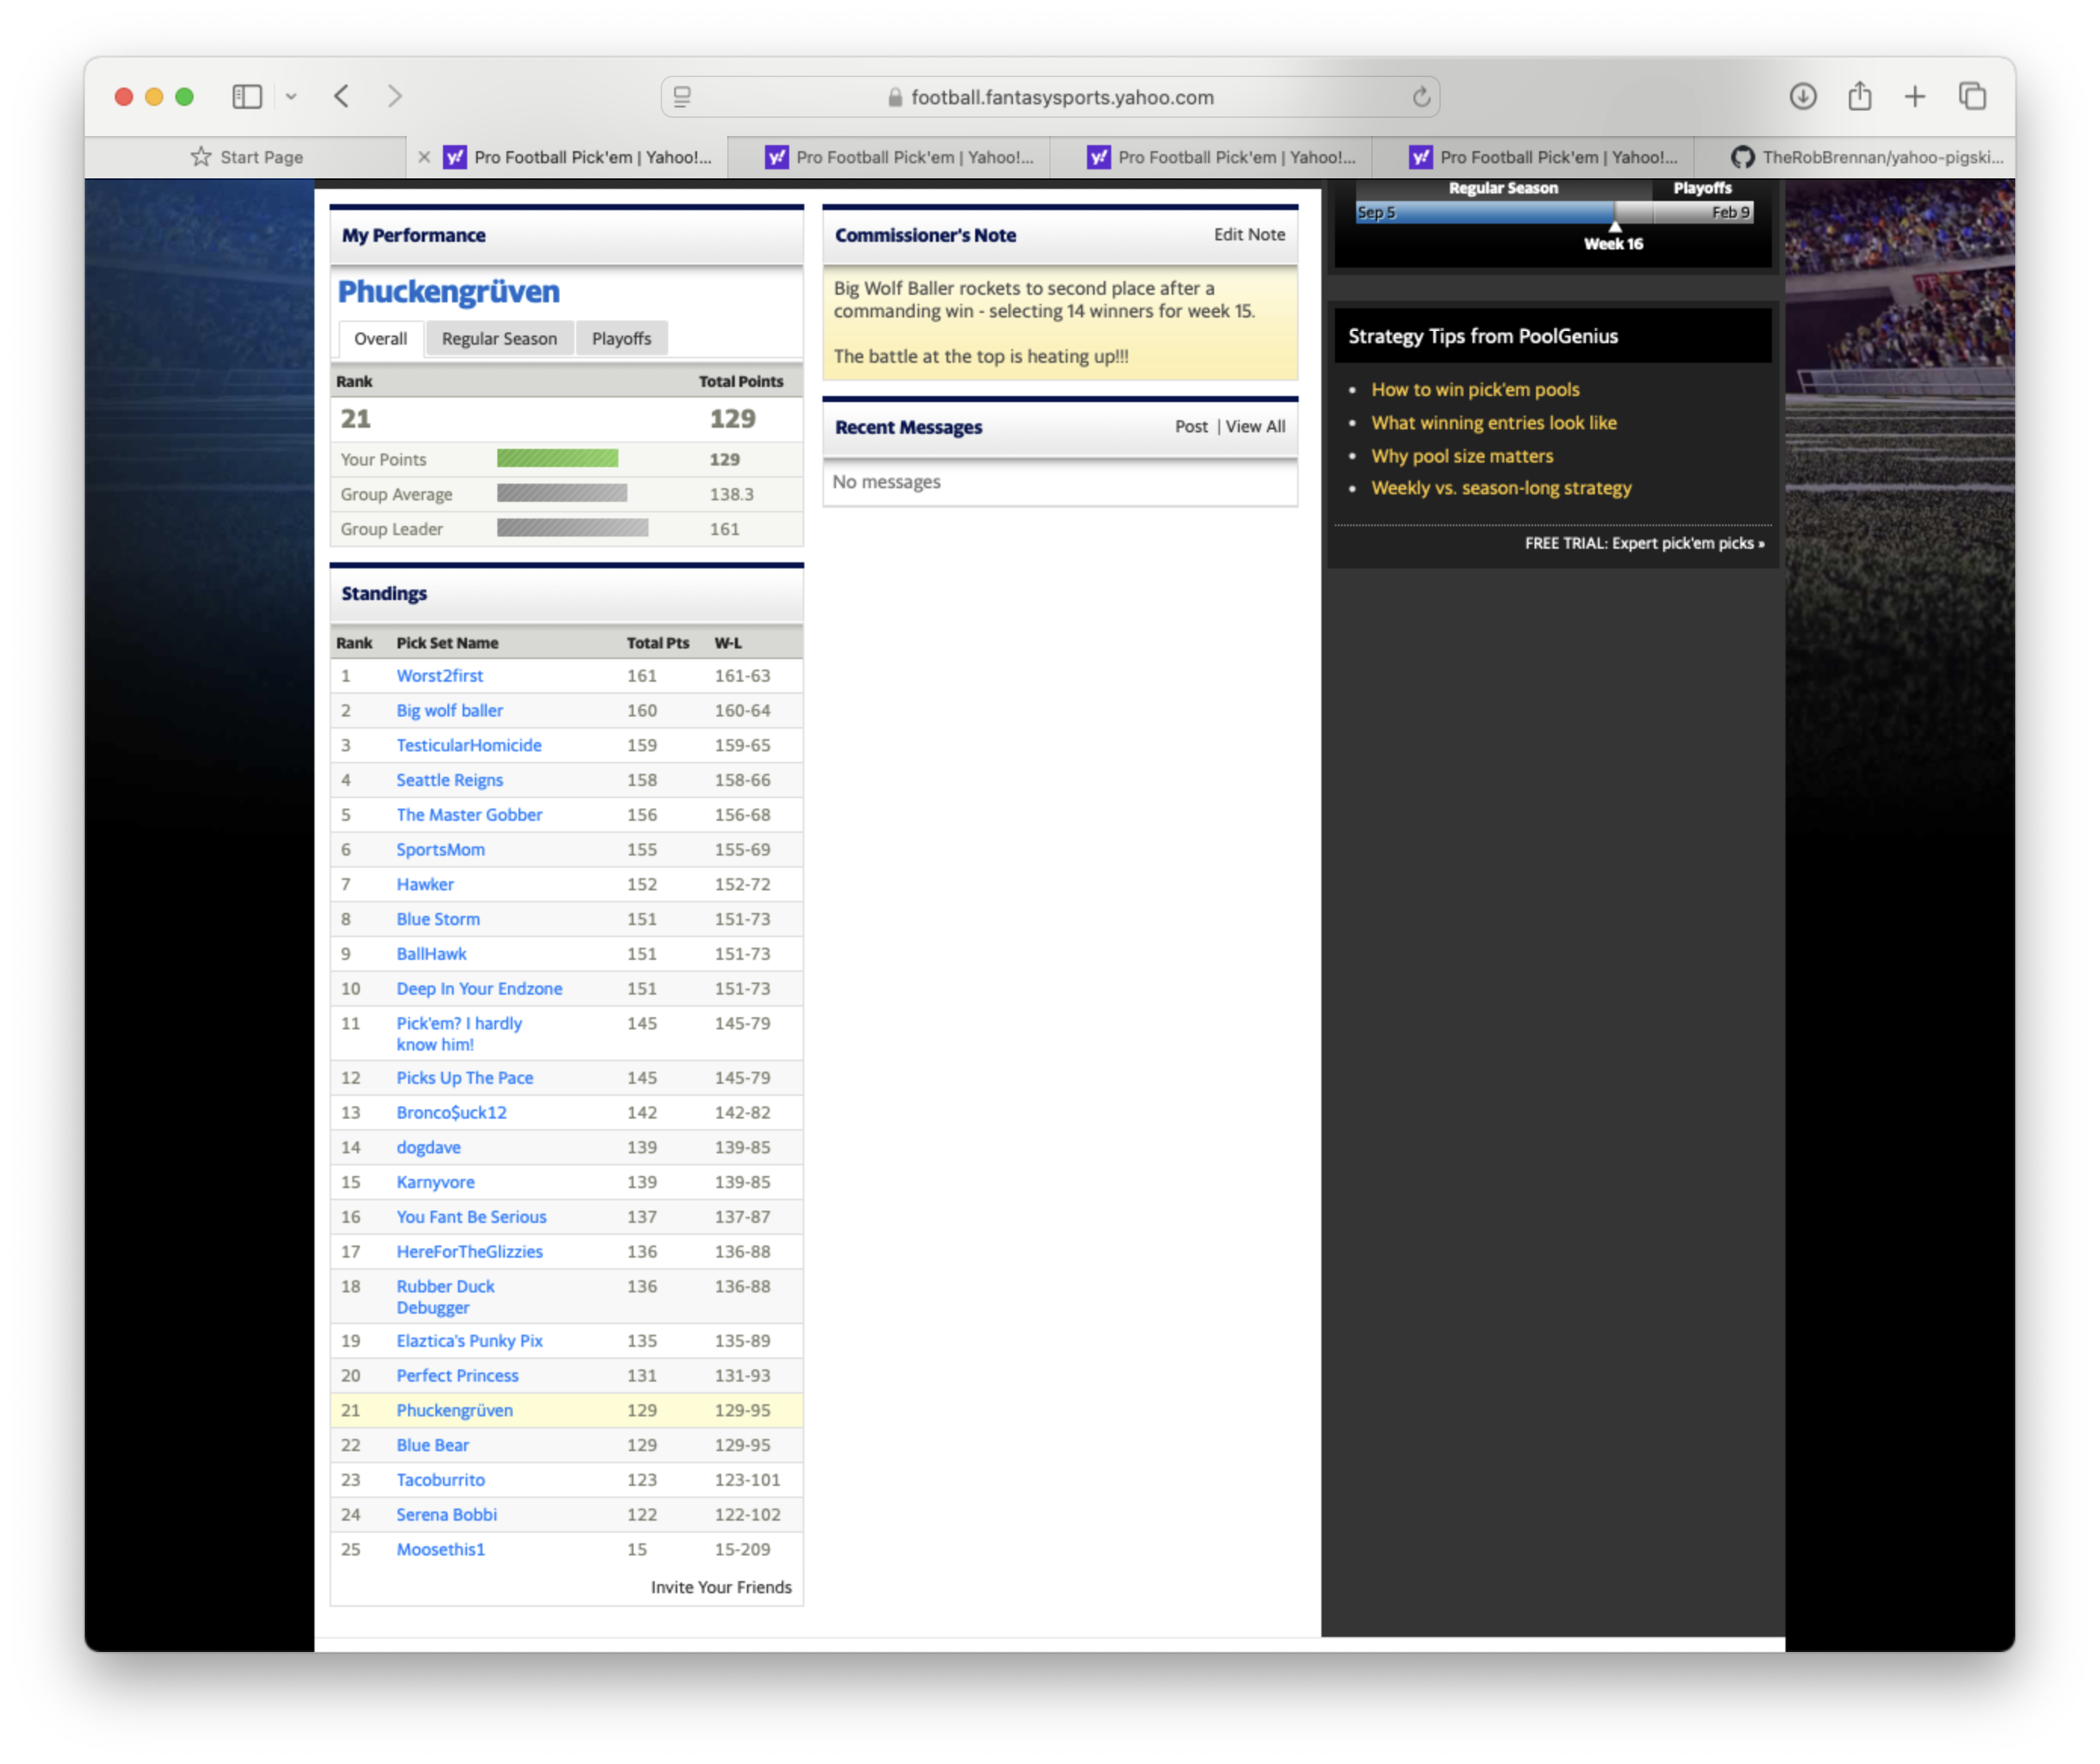 football.fantasysports.yahoo.com
Start Page
Pro Football Pick'em | Yahoo!...
Pro Football Pick'em | Yahoo!...
Pro Football Pick'em | Yahoo!...
Pro Football Pick'em | Yahoo!...
TheRobBrennan/yahoo-pigski...
My Performance
Phuckengrüven
Overall Regular Season Playoffs
Rank Total Points
21 129
Your Points 129
Group Average 138.3
Group Leader 161
Standings
Rank Pick Set Name Total Pts W-L
1 Worst2first 161 161-63
2 Big wolf baller 160 160-64
3 TesticularHomicide 159 159-65
4 Seattle Reigns 158 158-66
5 The Master Gobber 156 156-68
6 SportsMom 155 155-69
7 Hawker 152 152-72
8 Blue Storm 151 151-73
9 BallHawk 151 151-73
10 Deep In Your Endzone 151 151-73
11 Pick'em? I hardly 145 145-79
know him!
12 Picks Up The Pace 145 145-79
13 Bronco$uck12 142 142-82
14 dogdave 139 139-85
15 Karnyvore 139 139-85
16 You Fant Be Serious 137 137-87
17 HereForTheGlizzies 136 136-88
18 Rubber Duck 136 136-88
Debugger
19 Elaztica's Punky Pix 135 135-89
20 Perfect Princess 131 131-93
21 Phuckengrüven 129 129-95
22 Blue Bear 129 129-95
23 Tacoburrito 123 123-101
24 Serena Bobbi 122 122-102
25 Moosethis1 15 15-209
Invite Your Friends
Commissioner's Note Edit Note
Big Wolf Baller rockets to second place after a
commanding win - selecting 14 winners for week 15.
The battle at the top is heating up!!!
Recent Messages Post | View All
No messages
Regular Season Playoffs
Sep 5 Feb 9
Week 16
Strategy Tips from PoolGenius
• How to win pick'em pools
• What winning entries look like
• Why pool size matters
• Weekly vs. season-long strategy
FREE TRIAL: Expert pick'em picks »